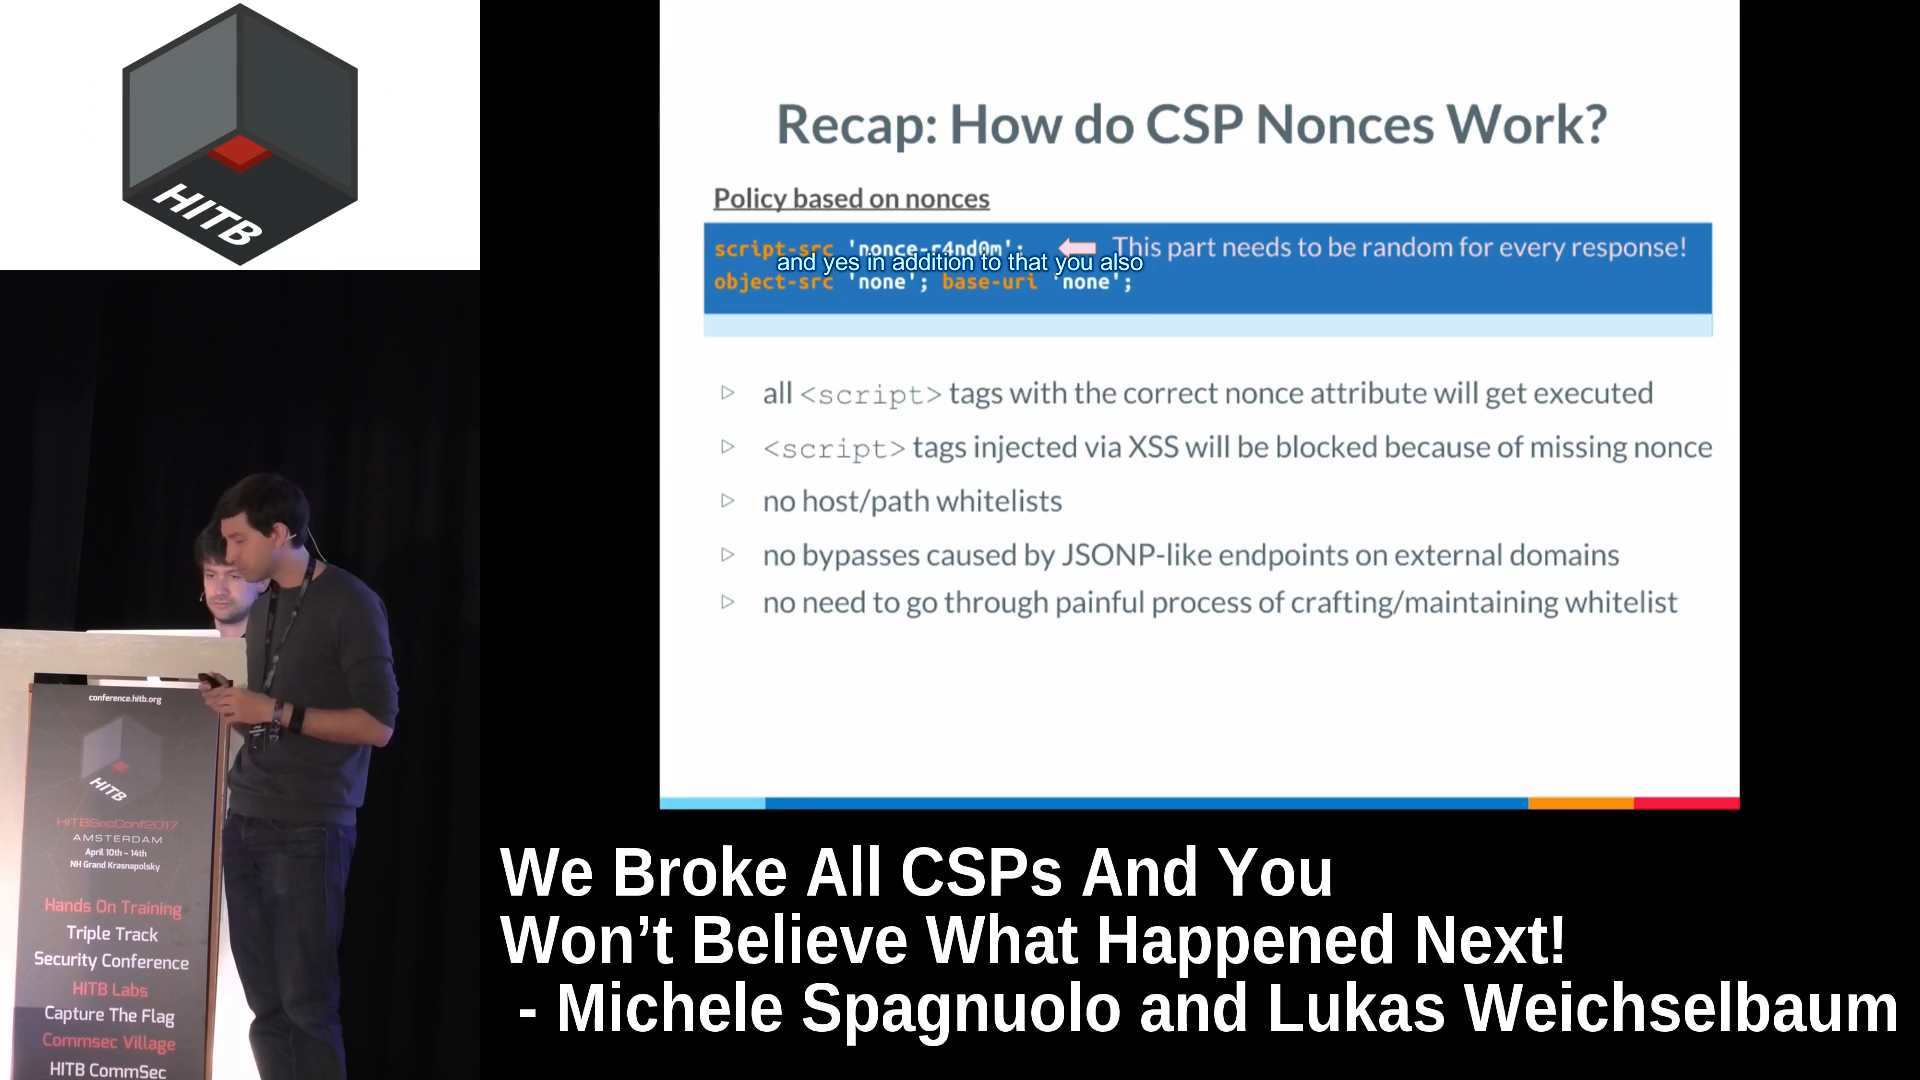 HITB
Recap: How do CSP Nonces Work?
Policy based on nonces
script-src 'nonce-r4nd0m'; This part needs to be random for every response!
and yes in addition to that you also
object-src 'none'; base-uri 'none';
all <script> tags with the correct nonce attribute will get executed
<script> tags injected via XSS will be blocked because of missing nonce
no host/path whitelists
no bypasses caused by JSONP-like endpoints on external domains
no need to go through painful process of crafting/maintaining whitelist
conference.hitb.org
HITB
HITBSecConf2017
AMSTERDAM
April 10th - 14th
NH Grand Krasnapolsky
Hands On Training
Triple Track
Security Conference
HITB Labs
Capture The Flag
Commsec Village
HITB CommSec
We Broke All CSPs And You
Won’t Believe What Happened Next!
- Michele Spagnuolo and Lukas Weichselbaum